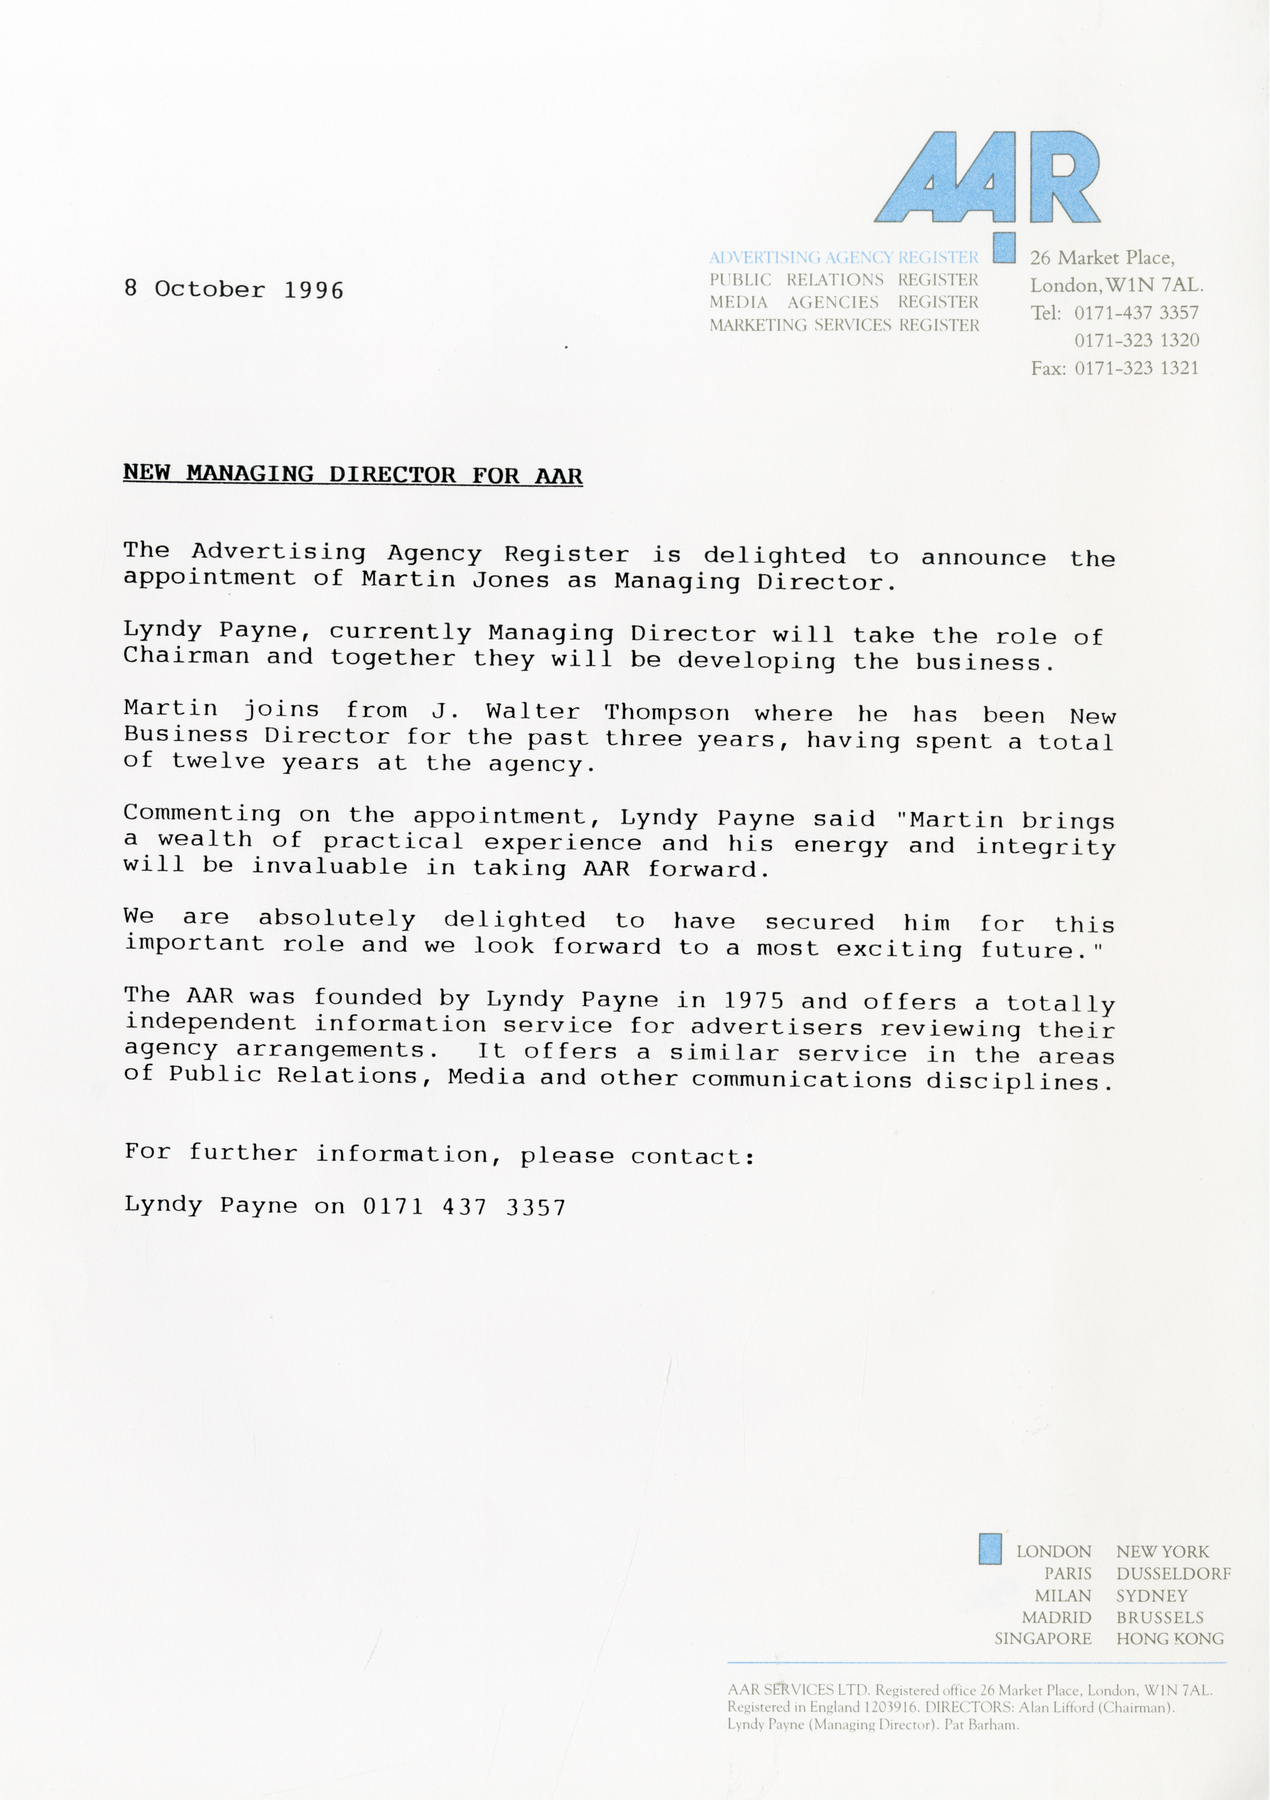 AAR
ADVERTISING AGENCY REGISTER
PUBLIC RELATIONS REGISTER
MEDIA AGENCIES REGISTER
MARKETING SERVICES REGISTER
26 Market Place,
London, W1N 7AL.
Tel: 0171-437 3357
0171-323 1320
Fax: 0171-323 1321
8 October 1996
NEW MANAGING DIRECTOR FOR AAR
The Advertising Agency Register is delighted to announce the
appointment of Martin Jones as Managing Director.
Lyndy Payne, currently Managing Director will take the role of
Chairman and together they will be developing the business.
Martin joins from J. Walter Thompson where he has been New
Business Director for the past three years, having spent a total
of twelve years at the agency.
Commenting on the appointment, Lyndy Payne said "Martin brings
a wealth of practical experience and his energy and integrity
will be invaluable in taking AAR forward.
We are absolutely delighted to have secured him for this
important role and we look forward to a most exciting future."
The AAR was founded by Lyndy Payne in 1975 and offers a totally
independent information service for advertisers reviewing their
agency arrangements. It offers a similar service in the areas
of Public Relations, Media and other communications disciplines.
For further information, please contact:
Lyndy Payne on 0171 437 3357
LONDON NEW YORK
PARIS DUSSELDORF
MILAN SYDNEY
MADRID BRUSSELS
SINGAPORE HONG KONG
AAR SERVICES LTD. Registered office 26 Market Place, London, W1N 7AL.
Registered in England 1203916. DIRECTORS: Alan Lifford (Chairman).
Lyndy Payne (Managing Director). Pat Barham.